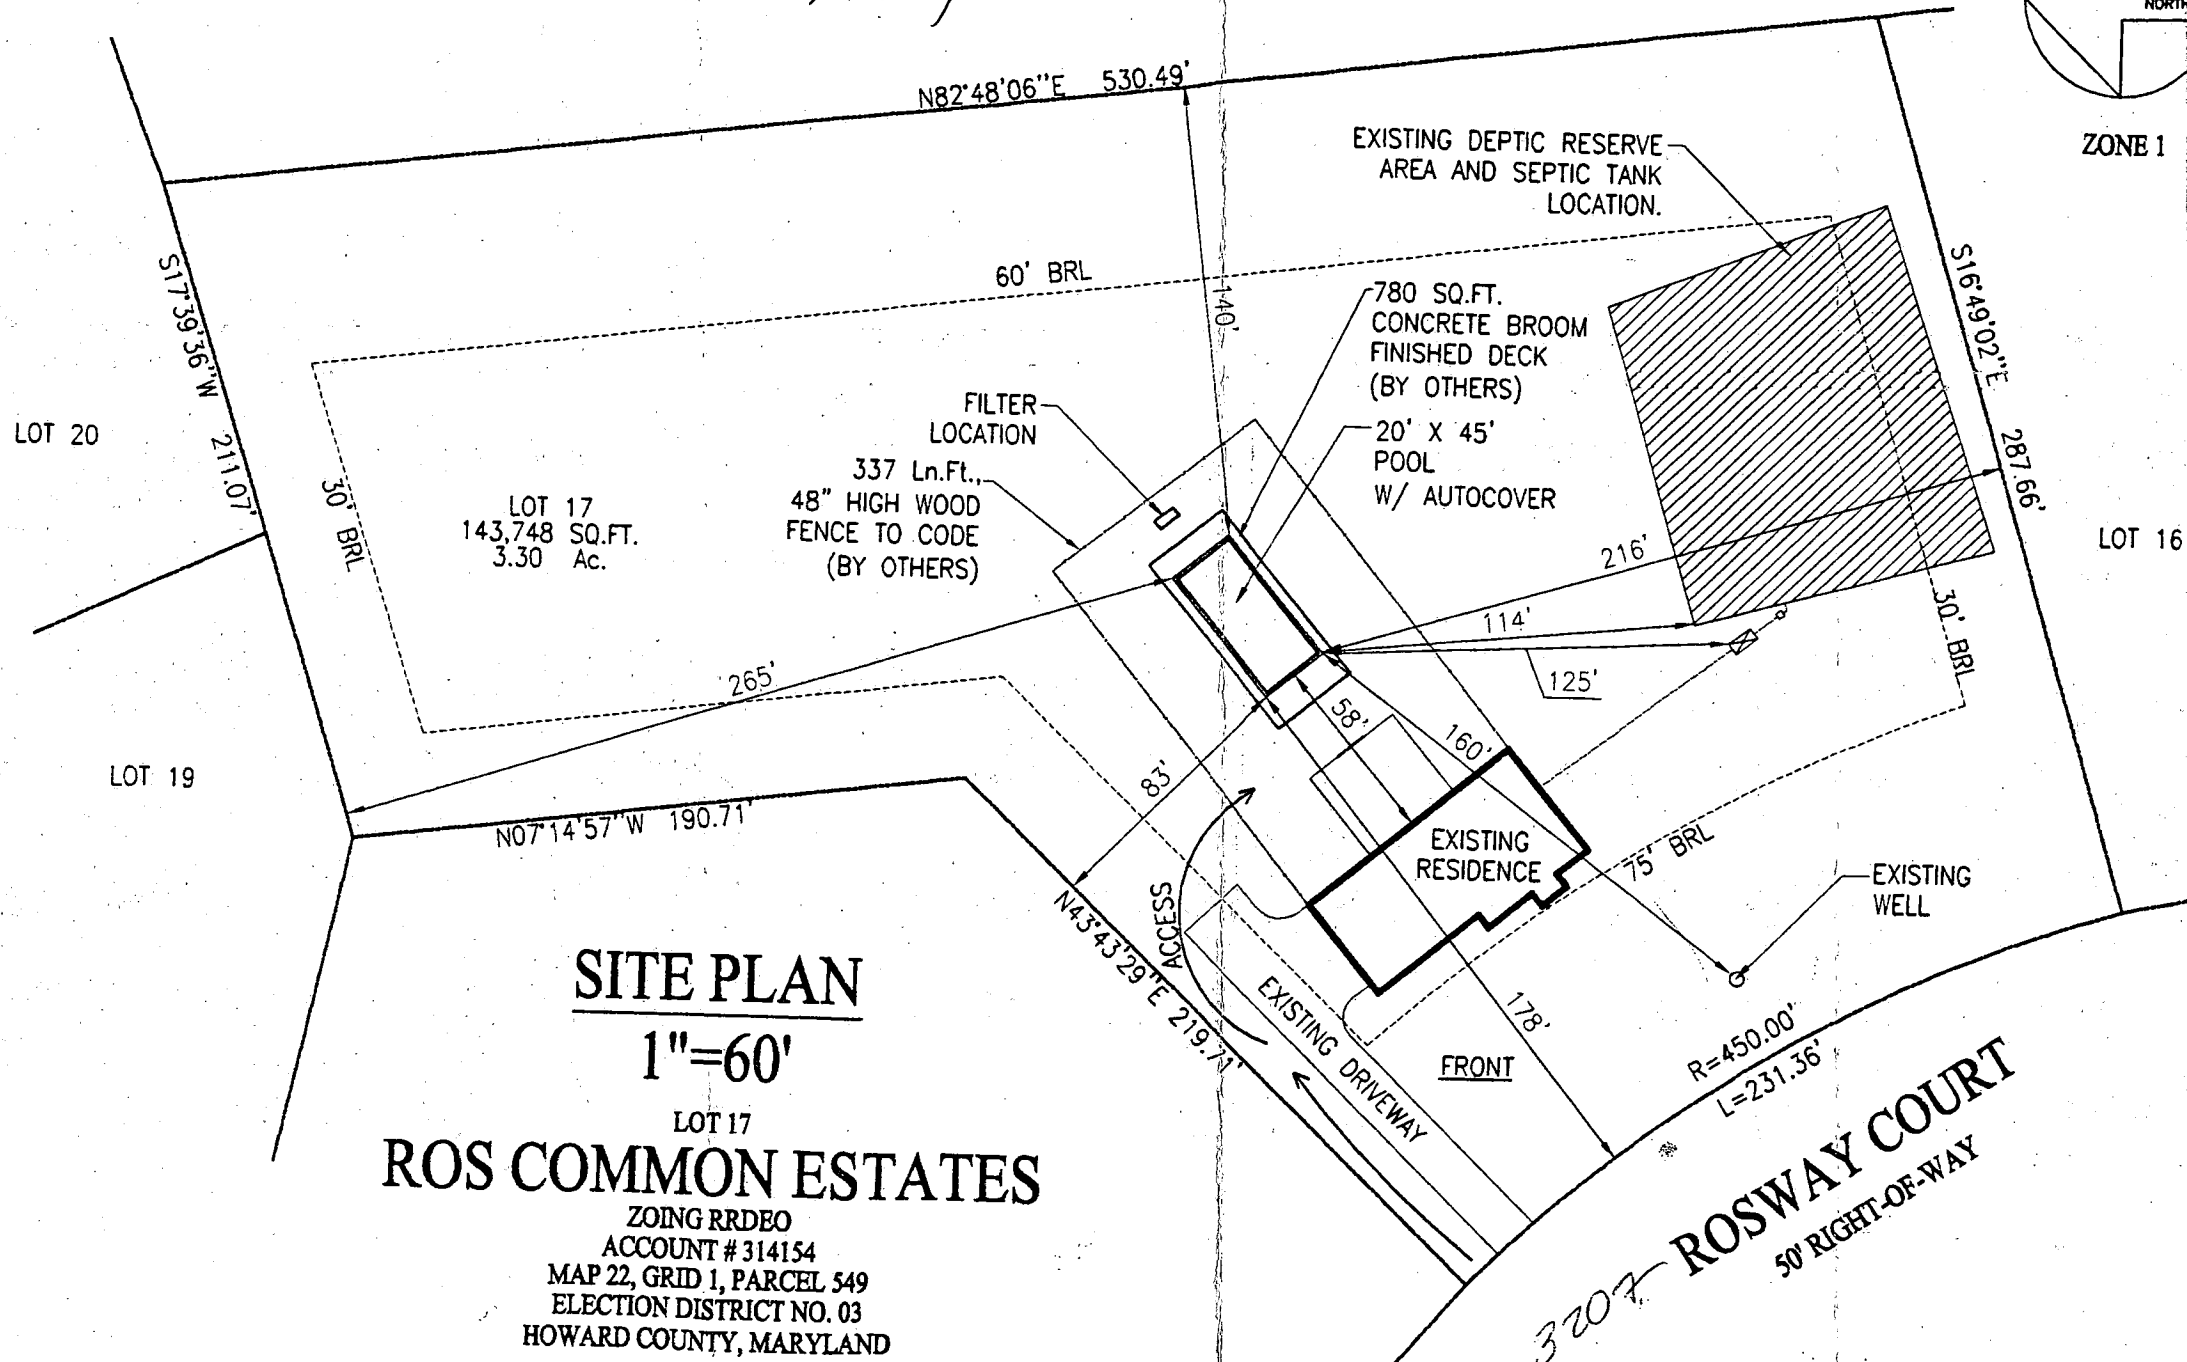 NORTH
ZONE 1
N82°48'06"E 530.49'
EXISTING DEPTIC RESERVE
AREA AND SEPTIC TANK
LOCATION.
S17°39'36"W 211.07'
60' BRL
140'
780 SQ.FT.
CONCRETE BROOM
FINISHED DECK
(BY OTHERS)
S16°49'02"E 287.66'
LOT 20
FILTER
LOCATION
20' X 45'
POOL
W/ AUTOCOVER
337 Ln.Ft.,
48" HIGH WOOD
FENCE TO CODE
(BY OTHERS)
30' BRL
LOT 17
143,748 SQ.FT.
3.30 Ac.
LOT 16
216'
114'
30' BRL
125'
265'
58'
160'
LOT 19
83'
N07°14'57"W 190.71'
EXISTING
RESIDENCE
75' BRL
EXISTING
WELL
ACCESS
N43°43'29"E 219.71'
EXISTING DRIVEWAY
178'
FRONT
R=450.00'
L=231.36'
SITE PLAN
1"=60'
LOT 17
ROS COMMON ESTATES
ZOING RRDEO
ACCOUNT # 314154
MAP 22, GRID 1, PARCEL 549
ELECTION DISTRICT NO. 03
HOWARD COUNTY, MARYLAND
3207 ROSWAY COURT
50' RIGHT-OF-WAY